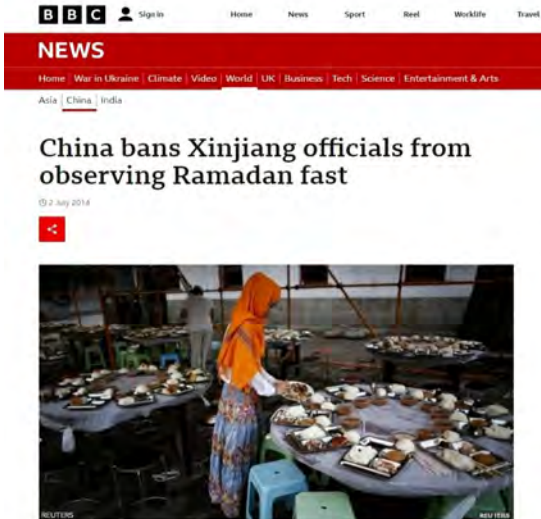 BBC Sign in Home News Sport Reel Worklife Travel
NEWS
Home War in Ukraine Climate Video World UK Business Tech Science Entertainment & Arts
Asia China India
China bans Xinjiang officials from
observing Ramadan fast
2 July 2014
REUTERS REUTERS